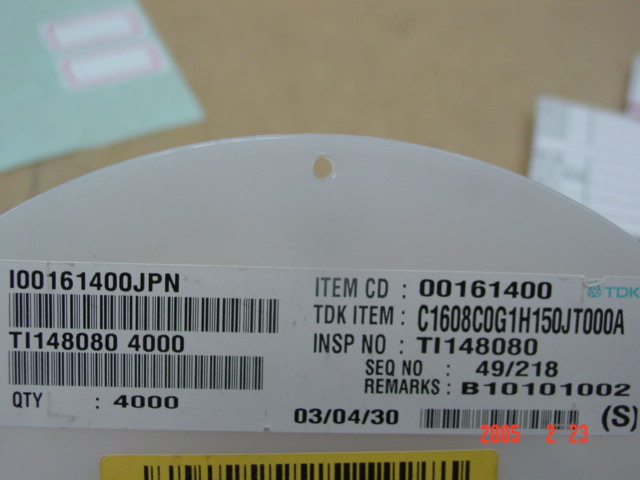 I00161400JPN
ITEM CD : 00161400
TDK
TDK ITEM : C1608C0G1H150JT000A
TI148080 4000
INSP NO : TI148080
SEQ NO : 49/218
REMARKS : B10101002
QTY : 4000
03/04/30
(S)
2005 2 23